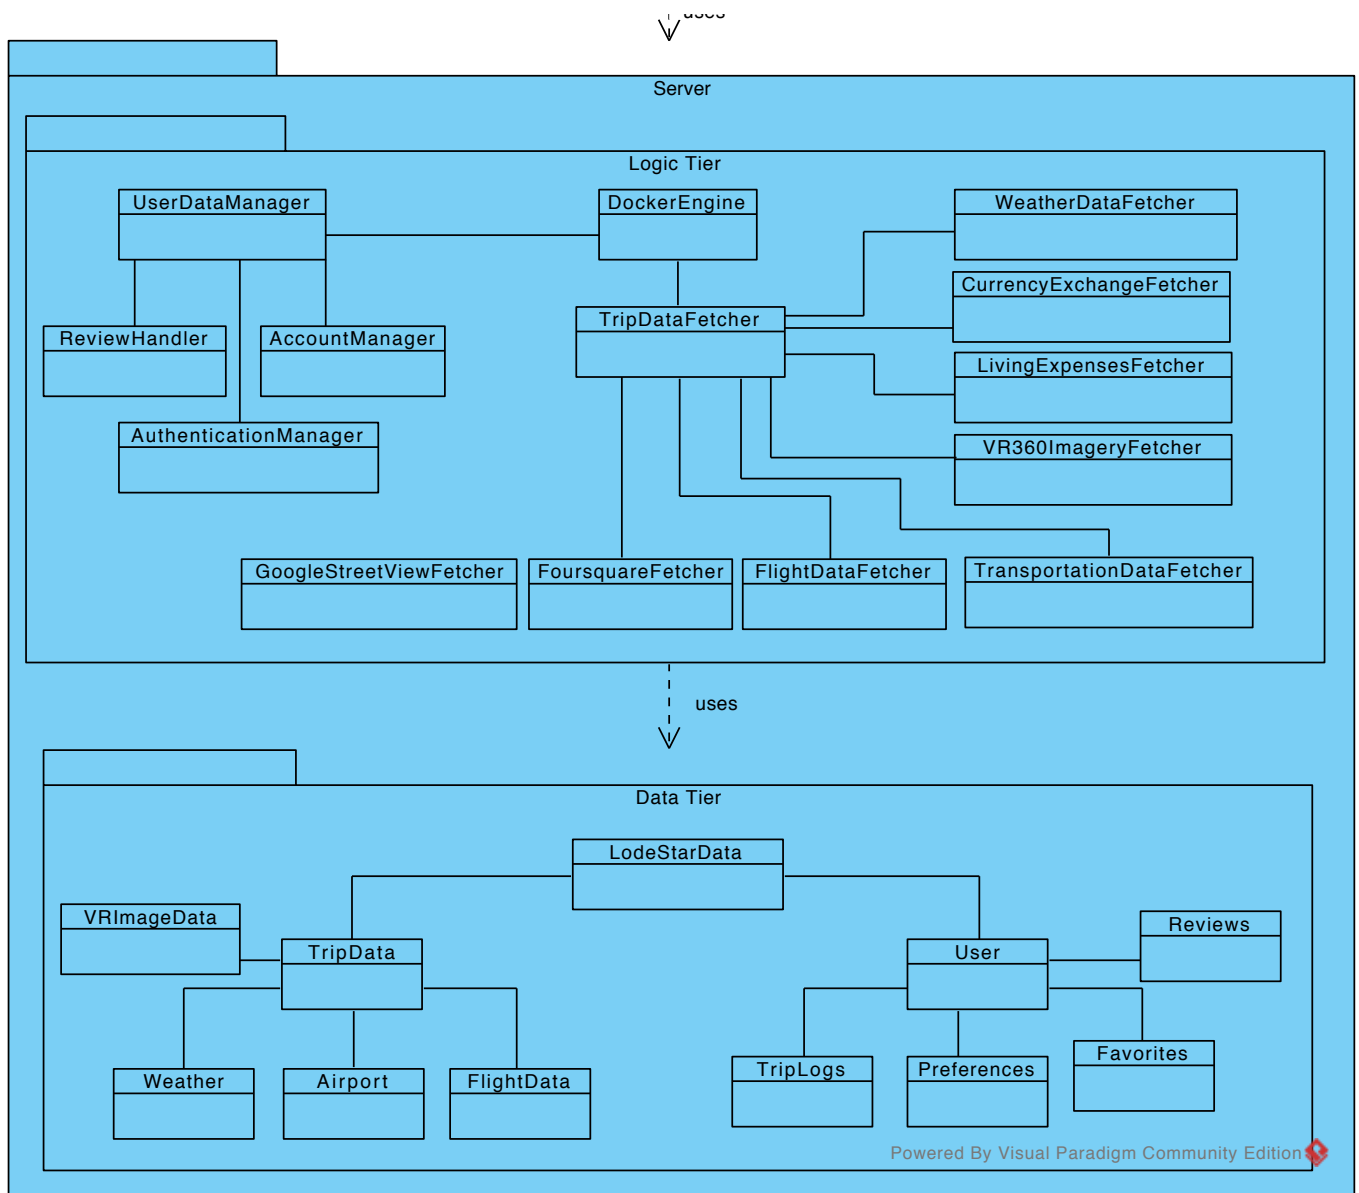 uses
Server
Logic Tier
UserDataManager
DockerEngine
WeatherDataFetcher
CurrencyExchangeFetcher
TripDataFetcher
ReviewHandler
AccountManager
LivingExpensesFetcher
AuthenticationManager
VR360ImageryFetcher
GoogleStreetViewFetcher
FoursquareFetcher
FlightDataFetcher
TransportationDataFetcher
uses
Data Tier
LodeStarData
VRImageData
Reviews
TripData
User
Weather
Airport
FlightData
TripLogs
Preferences
Favorites
Powered By Visual Paradigm Community Edition